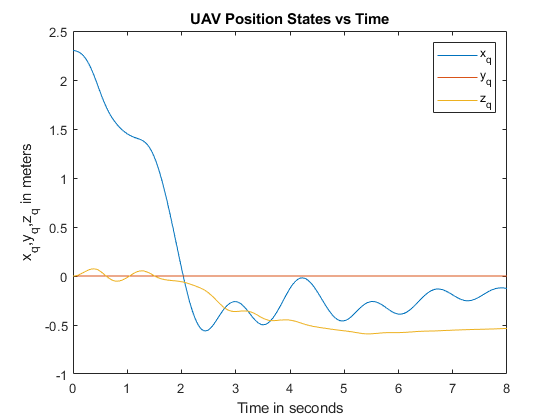 UAV Position States vs Time
x_q,y_q,z_q in meters
2.5
2
1.5
1
0.5
0
-0.5
-1
0 1 2 3 4 5 6 7 8
Time in seconds
x_q
y_q
z_q